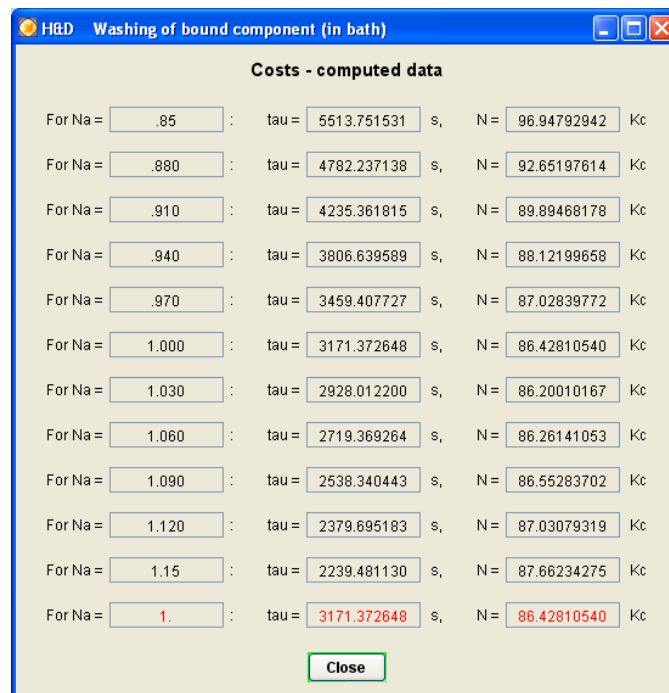 H&D Washing of bound component (in bath)
Costs - computed data
For Na = .85 : tau = 5513.751531 s, N = 96.94792942 Kc
For Na = .880 : tau = 4782.237138 s, N = 92.65197614 Kc
For Na = .910 : tau = 4235.361815 s, N = 89.89468178 Kc
For Na = .940 : tau = 3806.639589 s, N = 88.12199658 Kc
For Na = .970 : tau = 3459.407727 s, N = 87.02839772 Kc
For Na = 1.000 : tau = 3171.372648 s, N = 86.42810540 Kc
For Na = 1.030 : tau = 2928.012200 s, N = 86.20010167 Kc
For Na = 1.060 : tau = 2719.369264 s, N = 86.26141053 Kc
For Na = 1.090 : tau = 2538.340443 s, N = 86.55283702 Kc
For Na = 1.120 : tau = 2379.695183 s, N = 87.03079319 Kc
For Na = 1.15 : tau = 2239.481130 s, N = 87.66234275 Kc
For Na = 1. : tau = 3171.372648 s, N = 86.42810540 Kc
Close